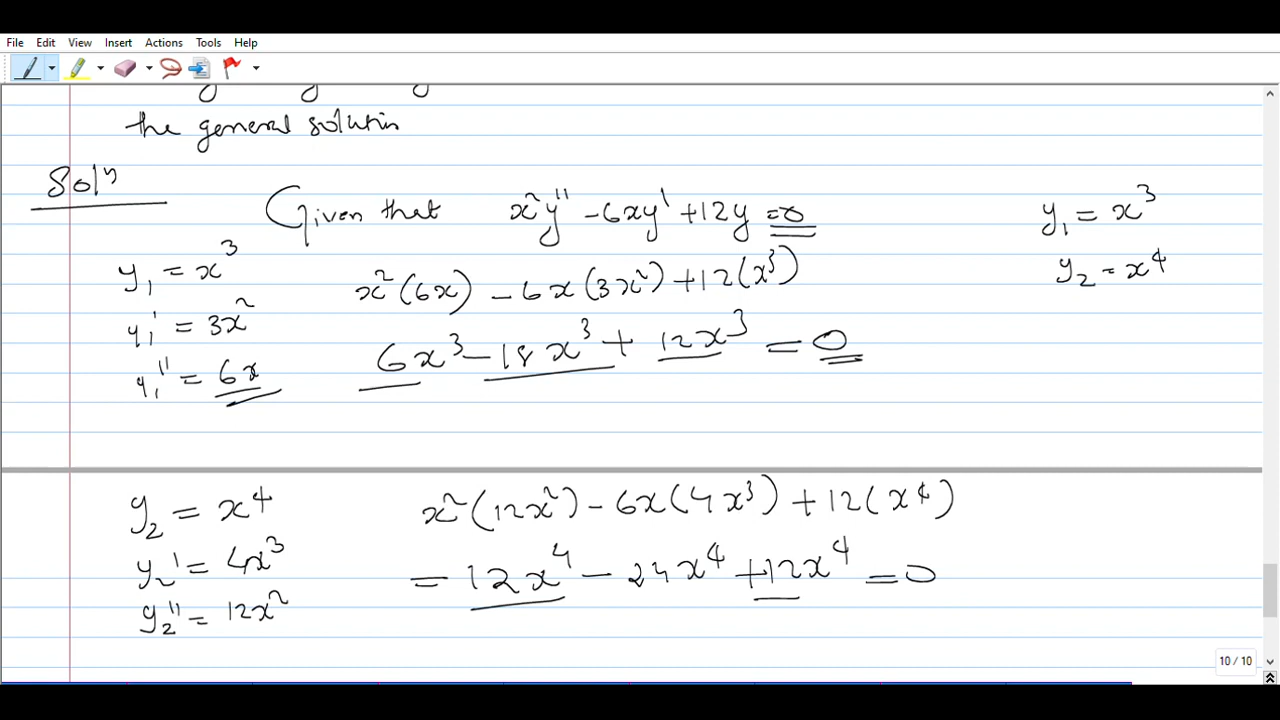 File Edit View Insert Actions Tools Help
the general solutin
Solⁿ
Given that x²y'' - 6xy' + 12y = 0
y₁ = x³
y₂ = x⁴
y₁ = x³
x²(6x) - 6x(3x²) + 12(x³)
y₁' = 3x²
6x³ - 18x³ + 12x³ = 0
y₁'' = 6x
y₂ = x⁴
x²(12x²) - 6x(4x³) + 12(x⁴)
y₂' = 4x³
= 12x⁴ - 24x⁴ + 12x⁴ = 0
y₂'' = 12x²
10 / 10